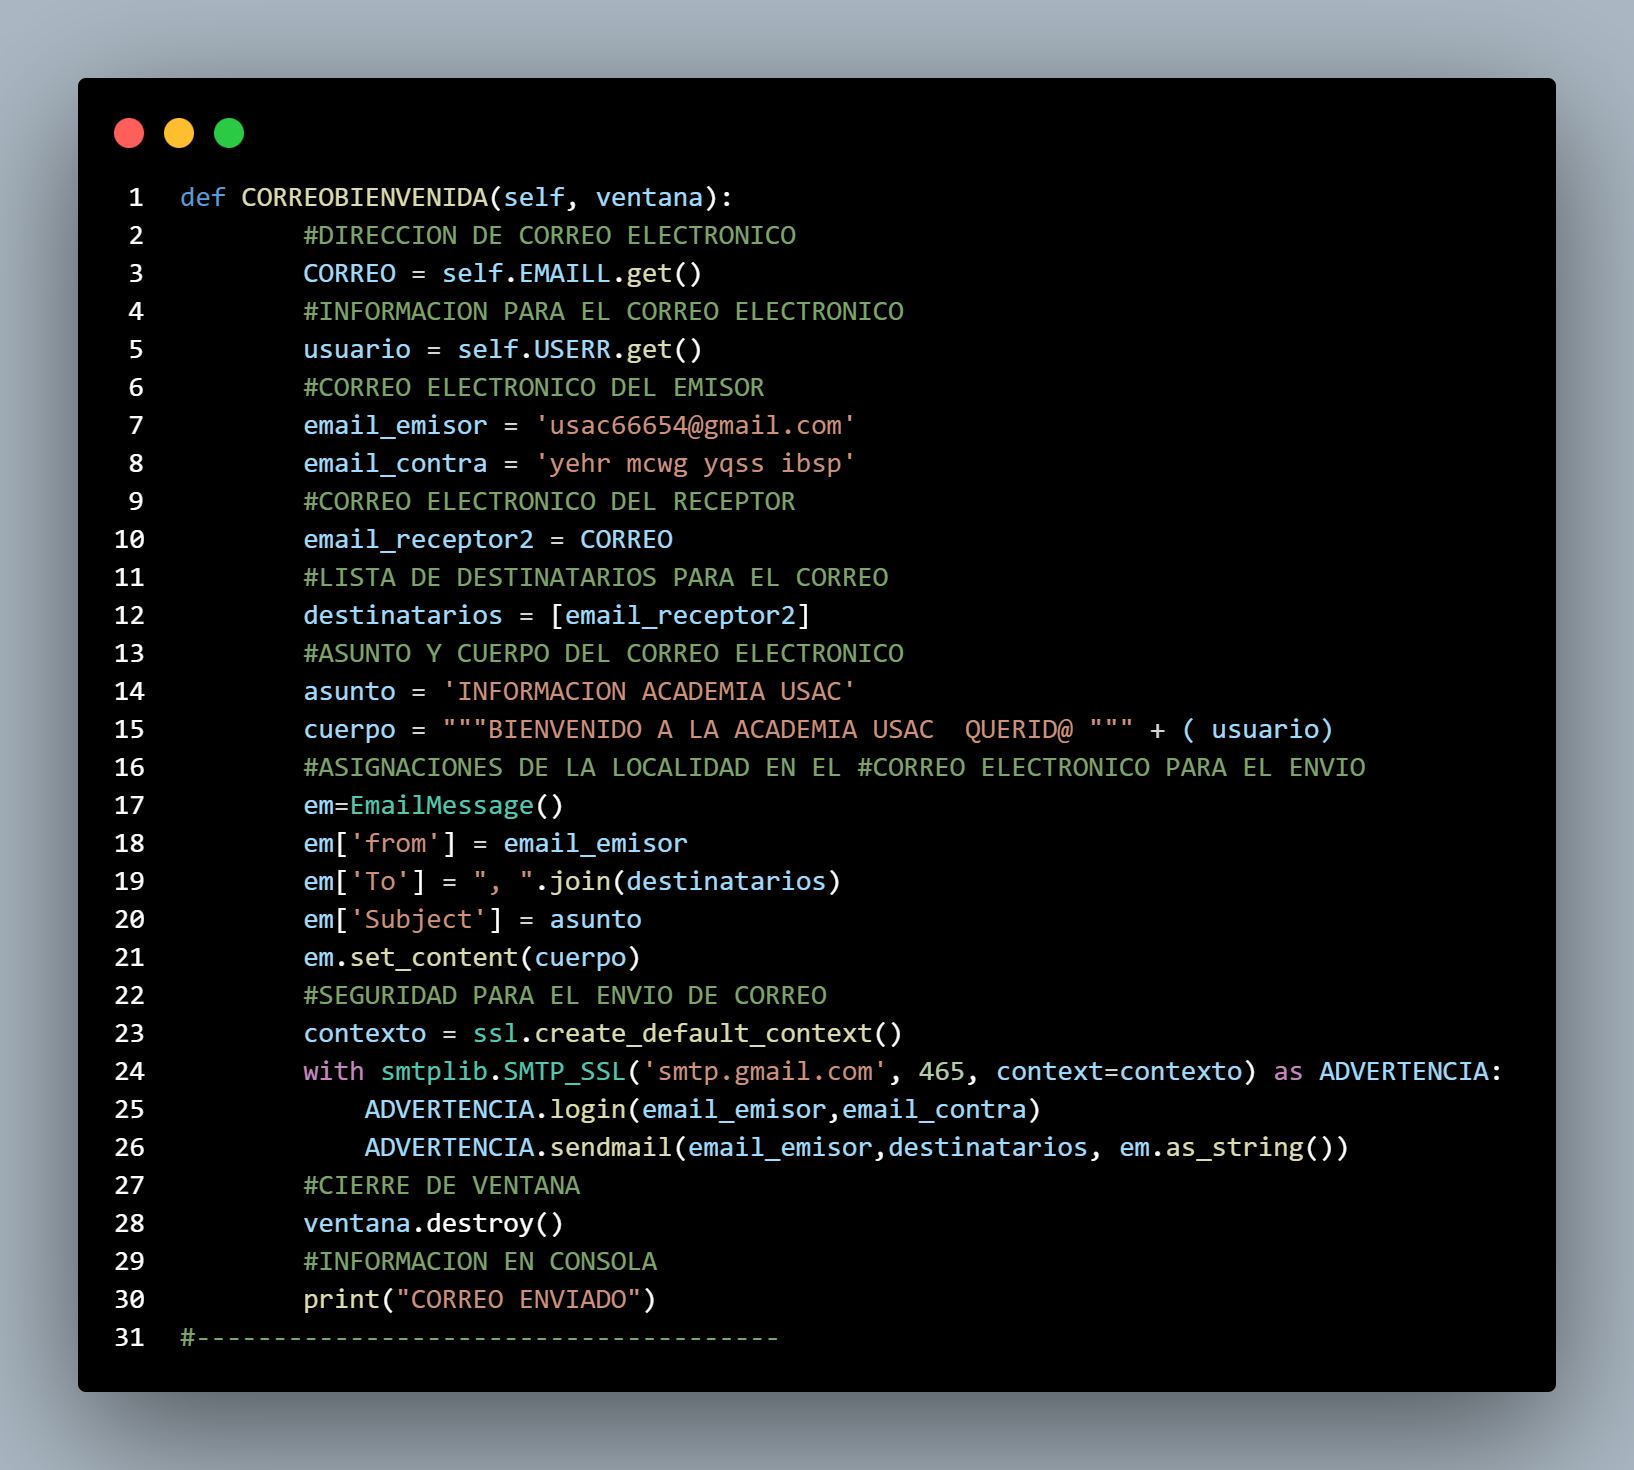 1 def CORREOBIENVENIDA(self, ventana):
2 #DIRECCION DE CORREO ELECTRONICO
3 CORREO = self.EMAILL.get()
4 #INFORMACION PARA EL CORREO ELECTRONICO
5 usuario = self.USERR.get()
6 #CORREO ELECTRONICO DEL EMISOR
7 email_emisor = 'usac66654@gmail.com'
8 email_contra = 'yehr mcwg yqss ibsp'
9 #CORREO ELECTRONICO DEL RECEPTOR
10 email_receptor2 = CORREO
11 #LISTA DE DESTINATARIOS PARA EL CORREO
12 destinatarios = [email_receptor2]
13 #ASUNTO Y CUERPO DEL CORREO ELECTRONICO
14 asunto = 'INFORMACION ACADEMIA USAC'
15 cuerpo = """BIENVENIDO A LA ACADEMIA USAC  QUERID@ """ + ( usuario)
16 #ASIGNACIONES DE LA LOCALIDAD EN EL #CORREO ELECTRONICO PARA EL ENVIO
17 em=EmailMessage()
18 em['from'] = email_emisor
19 em['To'] = ", ".join(destinatarios)
20 em['Subject'] = asunto
21 em.set_content(cuerpo)
22 #SEGURIDAD PARA EL ENVIO DE CORREO
23 contexto = ssl.create_default_context()
24 with smtplib.SMTP_SSL('smtp.gmail.com', 465, context=contexto) as ADVERTENCIA:
25 ADVERTENCIA.login(email_emisor,email_contra)
26 ADVERTENCIA.sendmail(email_emisor,destinatarios, em.as_string())
27 #CIERRE DE VENTANA
28 ventana.destroy()
29 #INFORMACION EN CONSOLA
30 print("CORREO ENVIADO")
31 #--------------------------------------